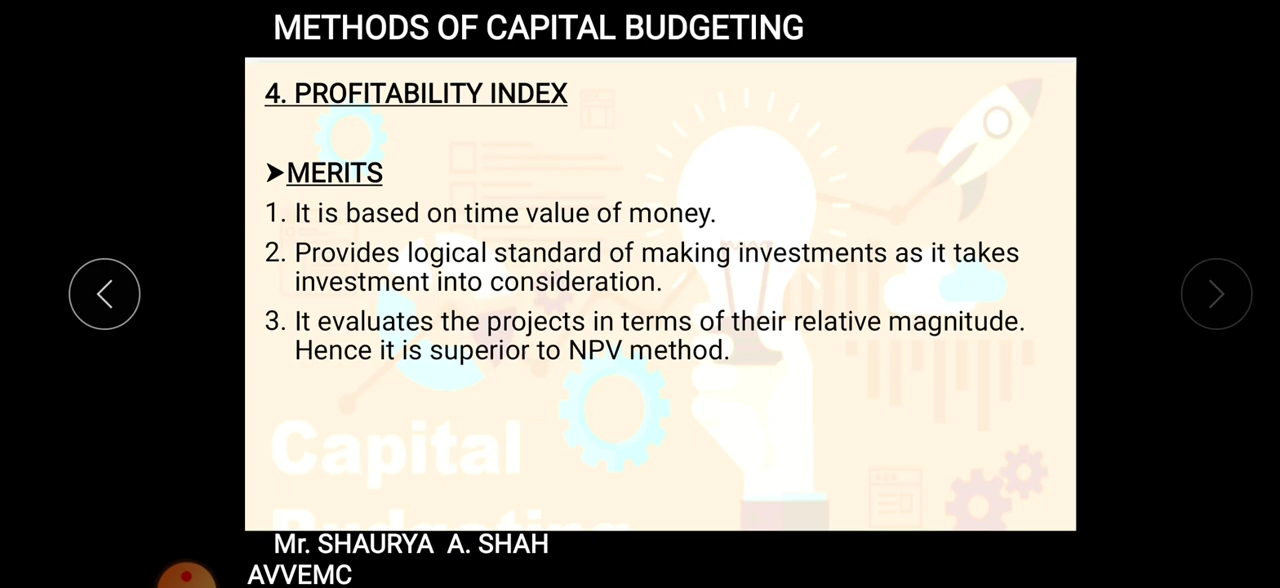 METHODS OF CAPITAL BUDGETING
4. PROFITABILITY INDEX
➤MERITS
1. It is based on time value of money.
2. Provides logical standard of making investments as it takes
investment into consideration.
3. It evaluates the projects in terms of their relative magnitude.
Hence it is superior to NPV method.
Capital
Budgeting
Mr. SHAURYA A. SHAH
AVVEMC